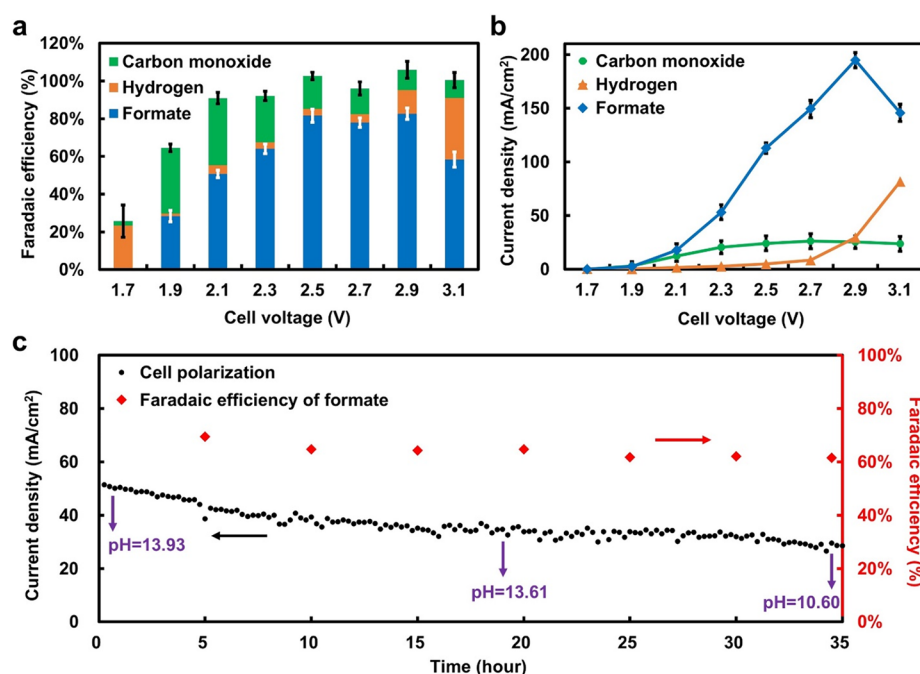 a
120%
100%
80%
60%
40%
20%
0%
Faradaic efficiency (%)
Carbon monoxide
Hydrogen
Formate
1.7 1.9 2.1 2.3 2.5 2.7 2.9 3.1
Cell voltage (V)
b
200
150
100
50
0
Current density (mA/cm²)
Carbon monoxide
Hydrogen
Formate
1.7 1.9 2.1 2.3 2.5 2.7 2.9 3.1
Cell voltage (V)
c
100
80
60
40
20
0
Current density (mA/cm²)
Cell polarization
Faradaic efficiency of formate
pH=13.93
pH=13.61
pH=10.60
100%
80%
60%
40%
20%
0%
Faradaic efficiency (%)
0 5 10 15 20 25 30 35
Time (hour)